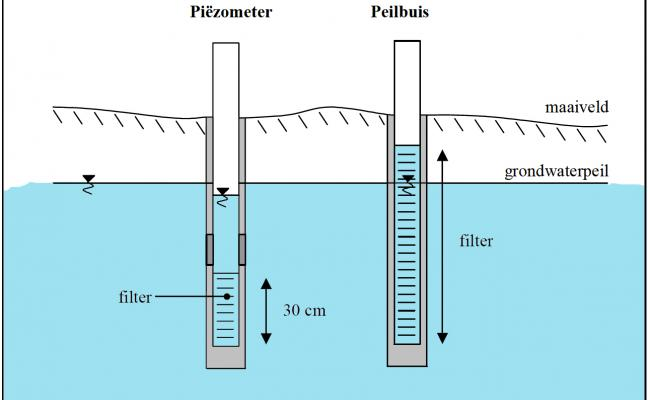 Piëzometer
Peilbuis
maaiveld
grondwaterpeil
filter
filter
30 cm